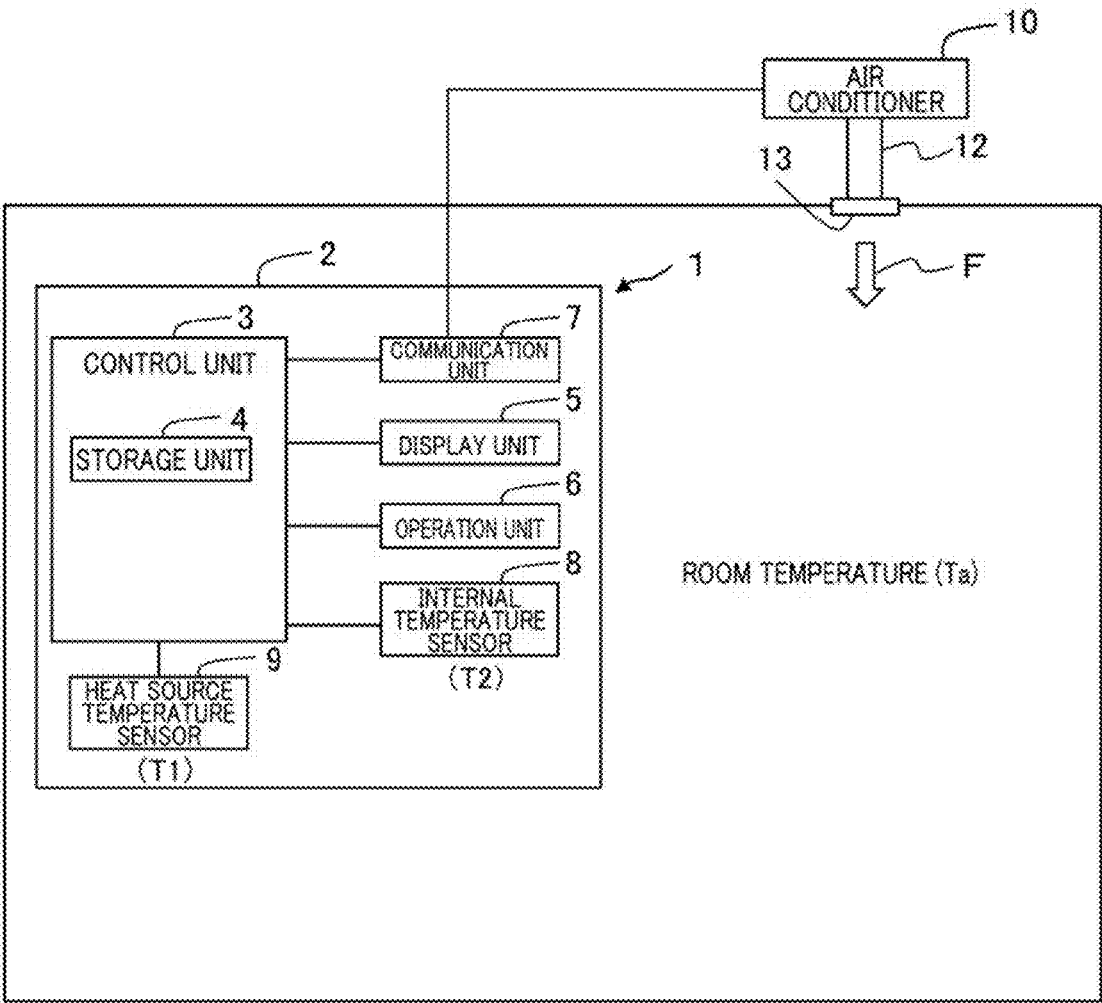 10
AIR
CONDITIONER
12
13
F
1
2
3
CONTROL UNIT
4
STORAGE UNIT
7
COMMUNICATION
UNIT
5
DISPLAY UNIT
6
OPERATION UNIT
8
INTERNAL
TEMPERATURE
SENSOR
(T2)
9
HEAT SOURCE
TEMPERATURE
SENSOR
(T1)
ROOM TEMPERATURE (Ta)